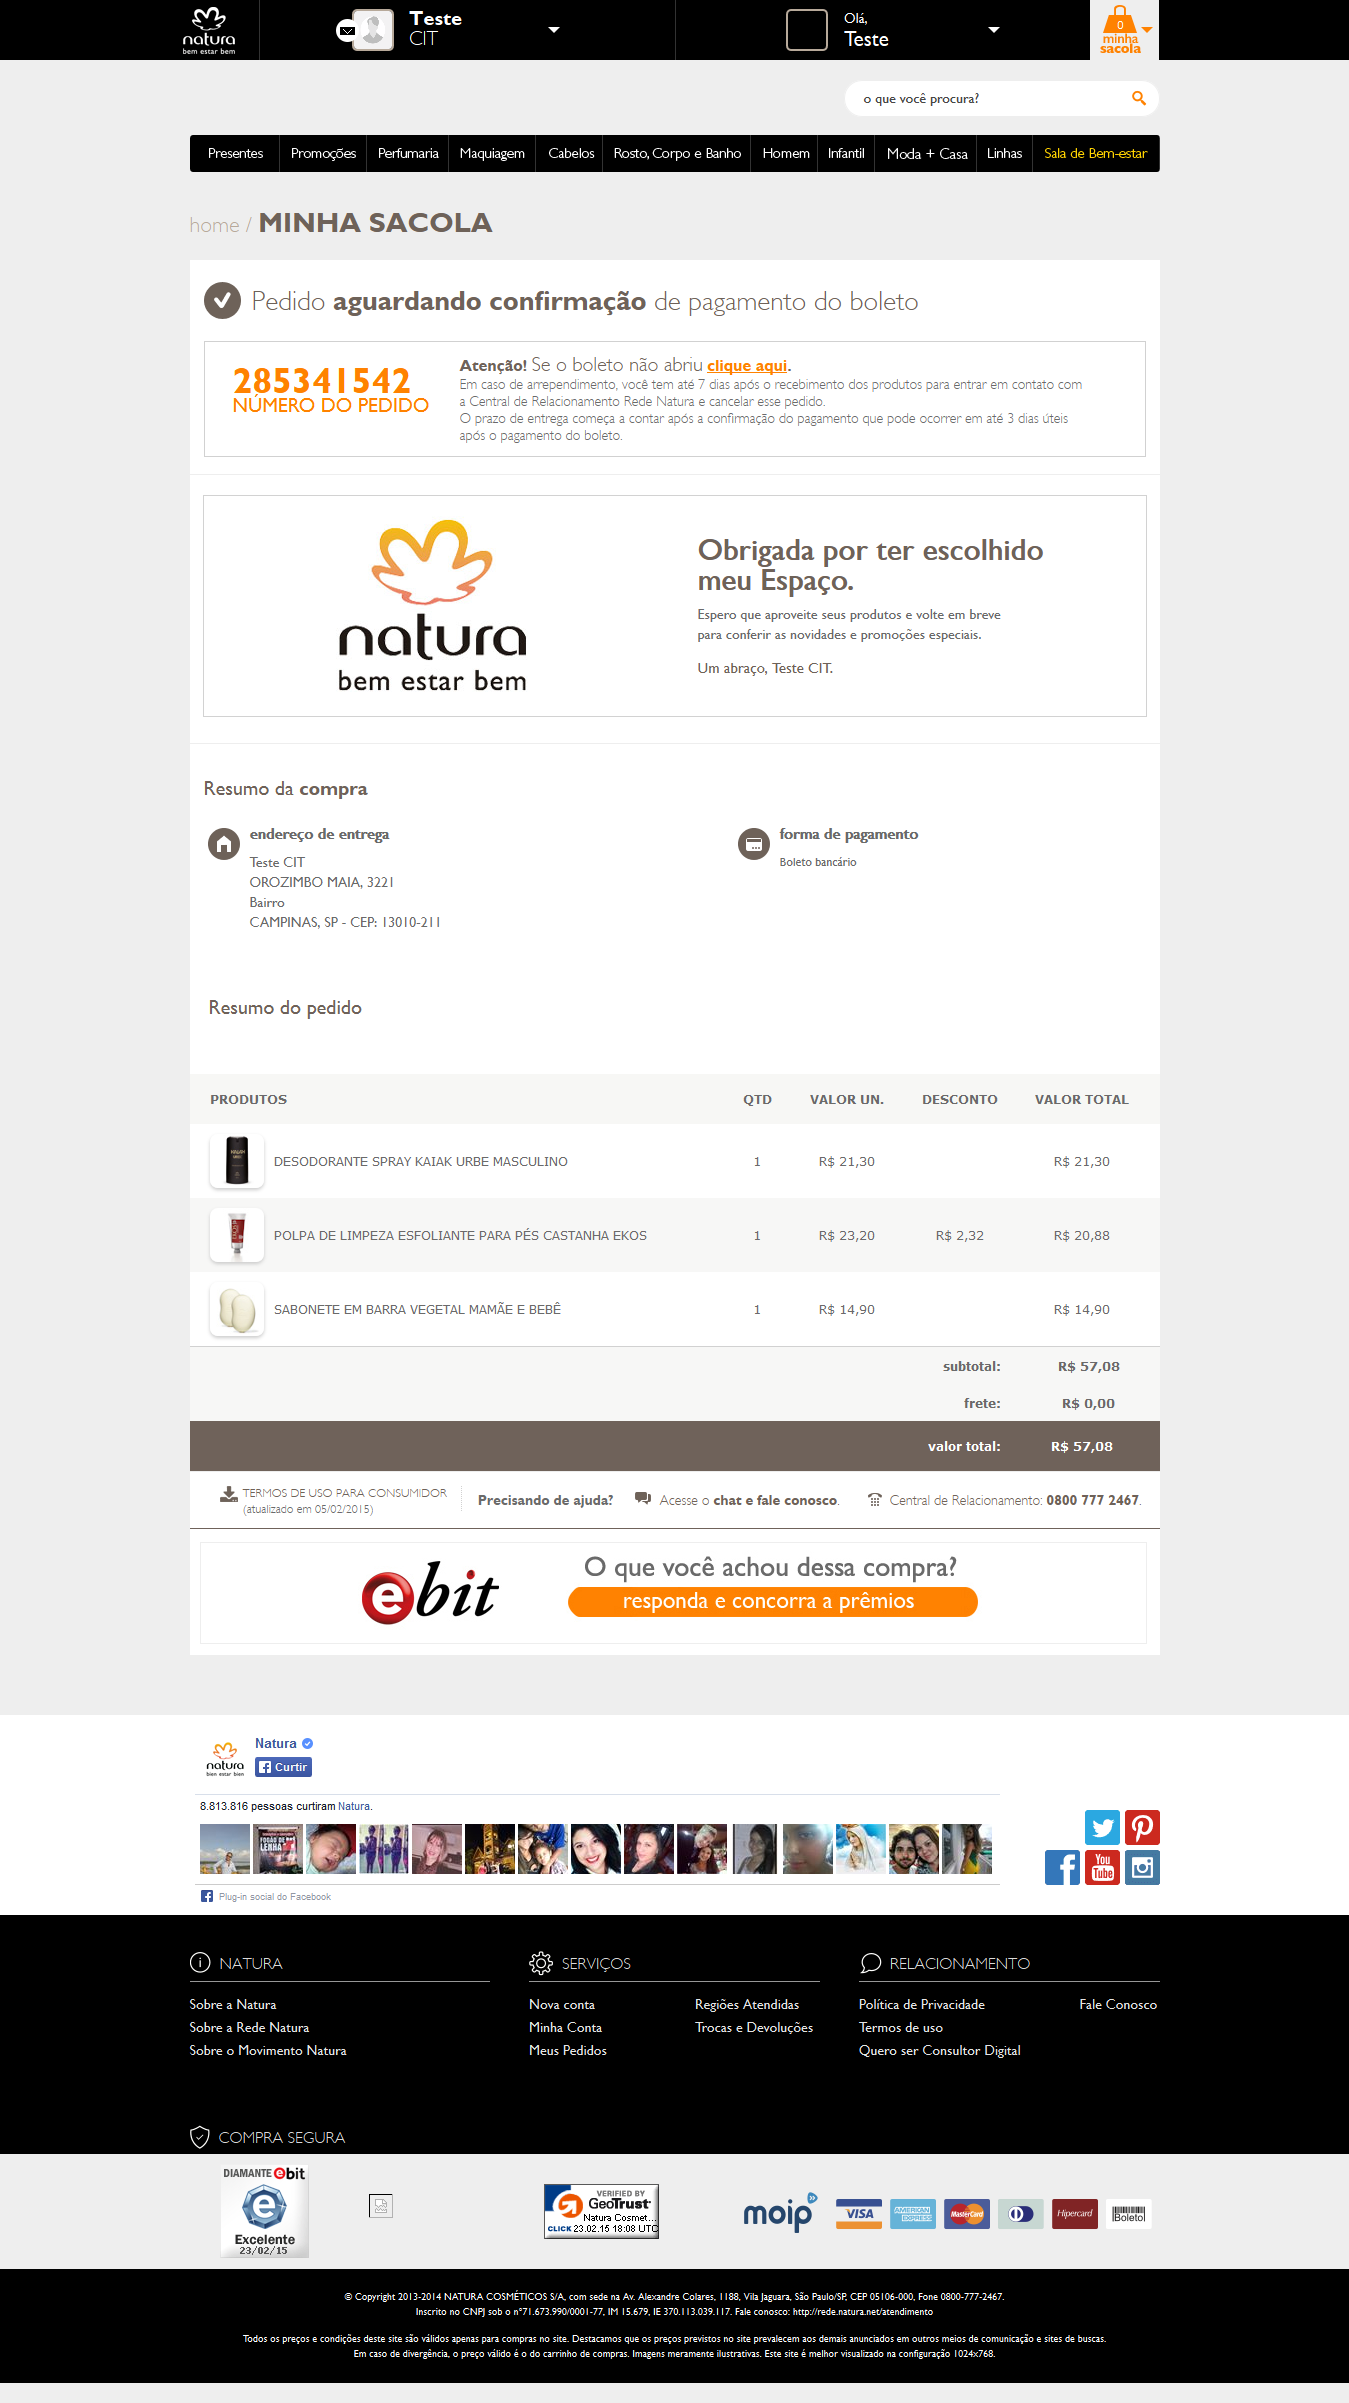 natura
bem estar bem
Teste
CIT
Olá,
Teste
0
minha
sacola
o que você procura?
Presentes Promoções Perfumaria Maquiagem Cabelos Rosto, Corpo e Banho Homem Infantil Moda + Casa Linhas Sala de Bem-estar
home / MINHA SACOLA
Pedido aguardando confirmação de pagamento do boleto
285341542
NÚMERO DO PEDIDO
Atenção! Se o boleto não abriu clique aqui.
Em caso de arrependimento, você tem até 7 dias após o recebimento dos produtos para entrar em contato com
a Central de Relacionamento Rede Natura e cancelar esse pedido.
O prazo de entrega começa a contar após a confirmação do pagamento que pode ocorrer em até 3 dias úteis
após o pagamento do boleto.
natura
bem estar bem
Obrigada por ter escolhido
meu Espaço.
Espero que aproveite seus produtos e volte em breve
para conferir as novidades e promoções especiais.
Um abraço, Teste CIT.
Resumo da compra
endereço de entrega
Teste CIT
OROZIMBO MAIA, 3221
Bairro
CAMPINAS, SP - CEP: 13010-211
forma de pagamento
Boleto bancário
Resumo do pedido
PRODUTOS QTD VALOR UN. DESCONTO VALOR TOTAL
DESODORANTE SPRAY KAIAK URBE MASCULINO 1 R$ 21,30 R$ 21,30
POLPA DE LIMPEZA ESFOLIANTE PARA PÉS CASTANHA EKOS 1 R$ 23,20 R$ 2,32 R$ 20,88
SABONETE EM BARRA VEGETAL MAMÃE E BEBÊ 1 R$ 14,90 R$ 14,90
subtotal: R$ 57,08
frete: R$ 0,00
valor total: R$ 57,08
TERMOS DE USO PARA CONSUMIDOR
(atualizado em 05/02/2015)
Precisando de ajuda? Acesse o chat e fale conosco. Central de Relacionamento: 0800 777 2467.
ebit
O que você achou dessa compra?
responda e concorra a prêmios
natura
bien estar bien
Natura
Curtir
8.813.816 pessoas curtiram Natura.
FOGÃO DE
LENHA
You
Tube
Plug-in social do Facebook
NATURA
Sobre a Natura
Sobre a Rede Natura
Sobre o Movimento Natura
SERVIÇOS
Nova conta Regiões Atendidas
Minha Conta Trocas e Devoluções
Meus Pedidos
RELACIONAMENTO
Política de Privacidade Fale Conosco
Termos de uso
Quero ser Consultor Digital
COMPRA SEGURA
DIAMANTE ebit
e
Excelente
23/02/15
VERIFIED BY
GeoTrust
Natura Cosmet...
CLICK 23.02.15 18:08 UTC
moip
VISA
AMERICAN EXPRESS
MasterCard
Hipercard
Boleto
© Copyright 2013-2014 NATURA COSMÉTICOS S/A, com sede na Av. Alexandre Colares, 1188, Vila Jaguara, São Paulo/SP, CEP 05106-000, Fone 0800-777-2467.
Inscrito no CNPJ sob o nº71.673.990/0001-77, IM 15.679, IE 370.113.039.117. Fale conosco: http://rede.natura.net/atendimento
Todos os preços e condições deste site são válidos apenas para compras no site. Destacamos que os preços previstos no site prevalecem aos demais anunciados em outros meios de comunicação e sites de buscas.
Em caso de divergência, o preço válido é o do carrinho de compras. Imagens meramente ilustrativas. Este site é melhor visualizado na configuração 1024x768.